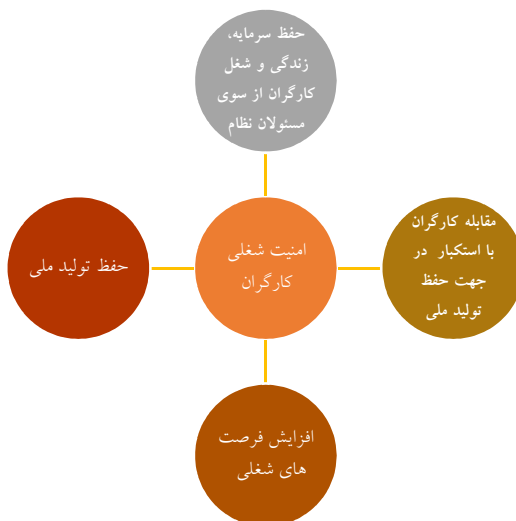 حفظ سرمایه،
زندگی و شغل
کارگران از سوی
مسئولان نظام
مقابله کارگران
با استکبار در
جهت حفظ
تولید ملی
امنیت شغلی
کارگران
حفظ تولید ملی
افزایش فرصت
های شغلی